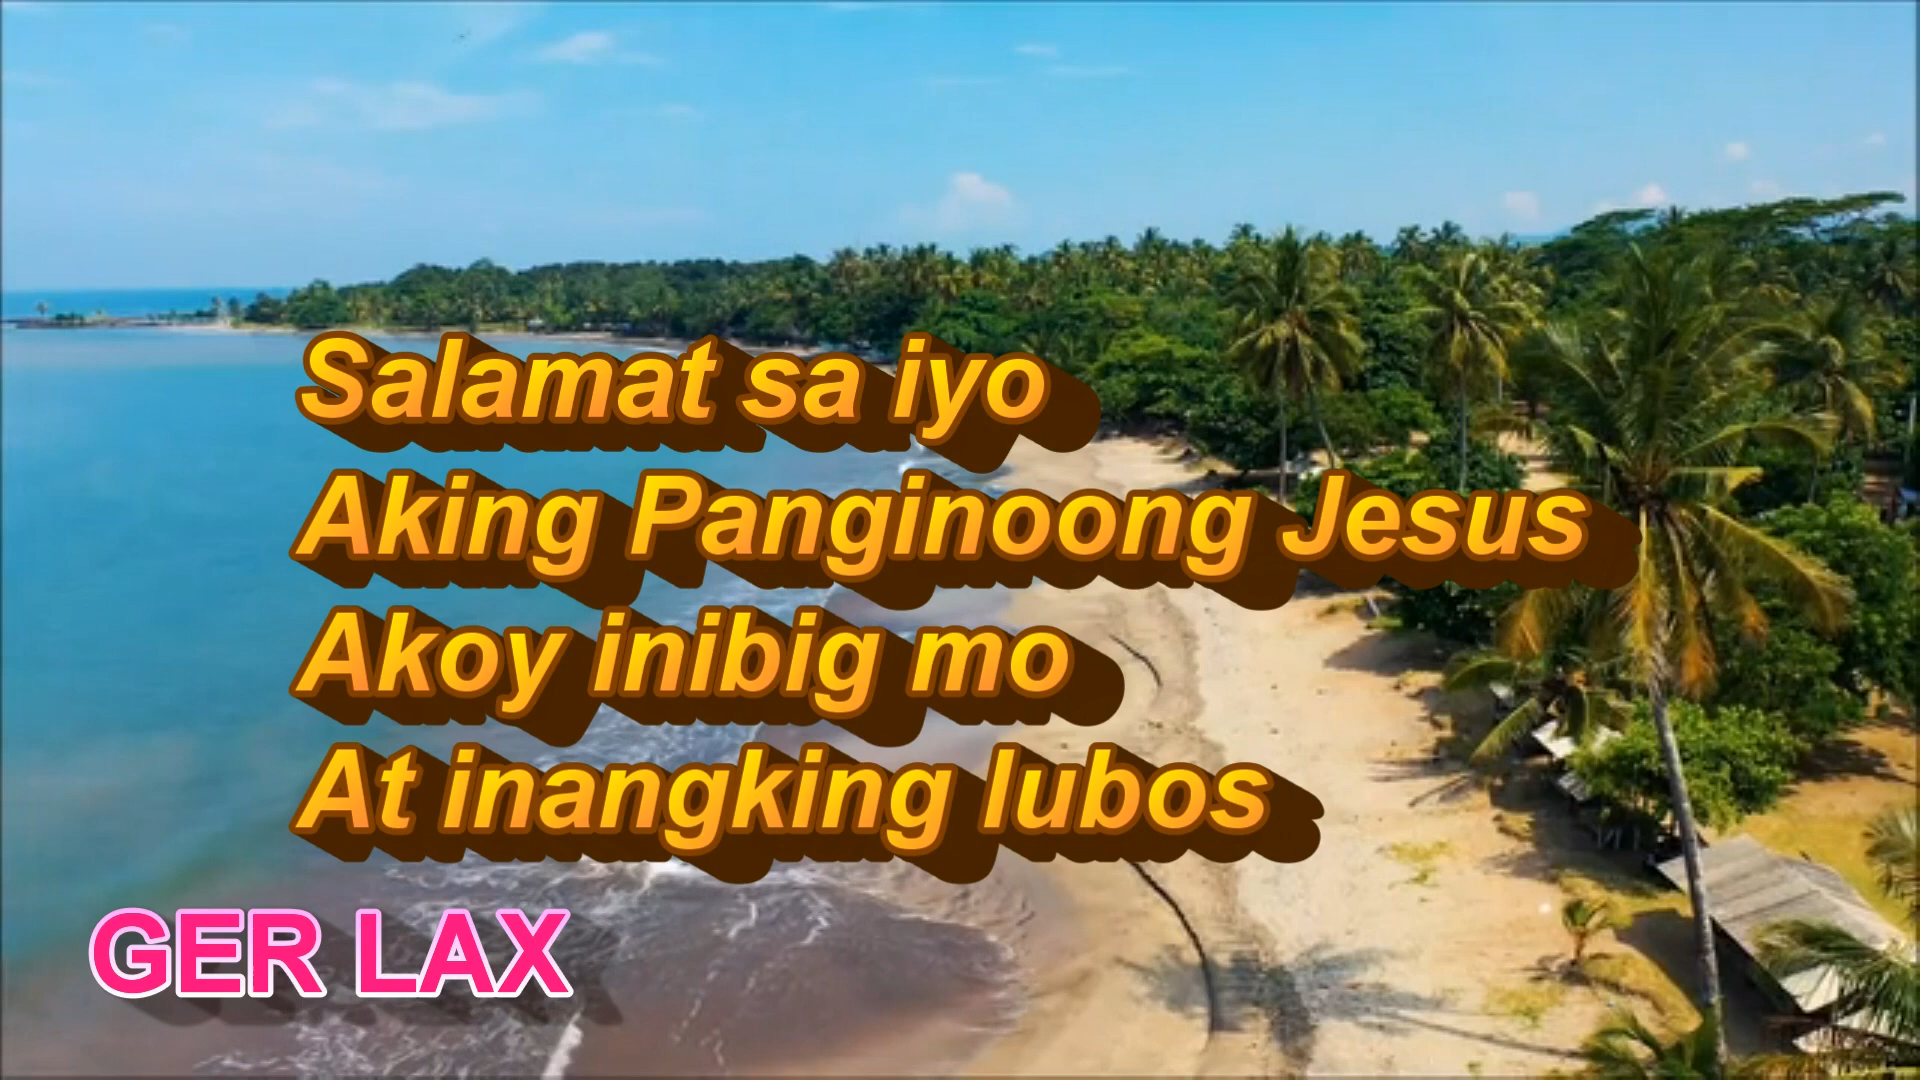 Salamat sa iyo
Aking Panginoong Jesus
Akoy inibig mo
At inangking lubos
GER LAX